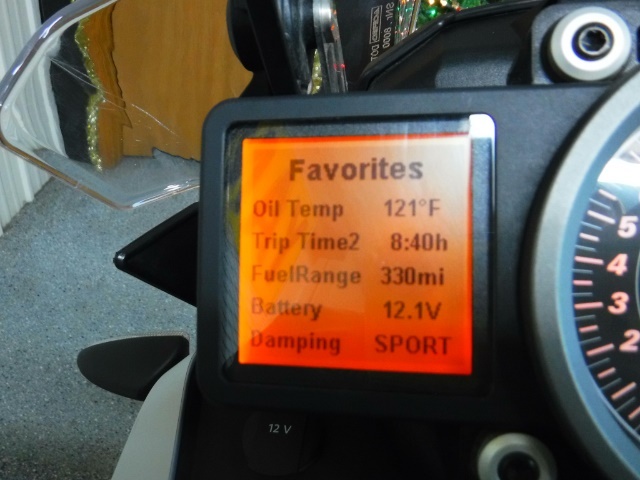 Favorites
Oil Temp 121°F
Trip Time2 8:40h
FuelRange 330mi
Battery 12.1V
Damping SPORT
12 V
5
4
3
2